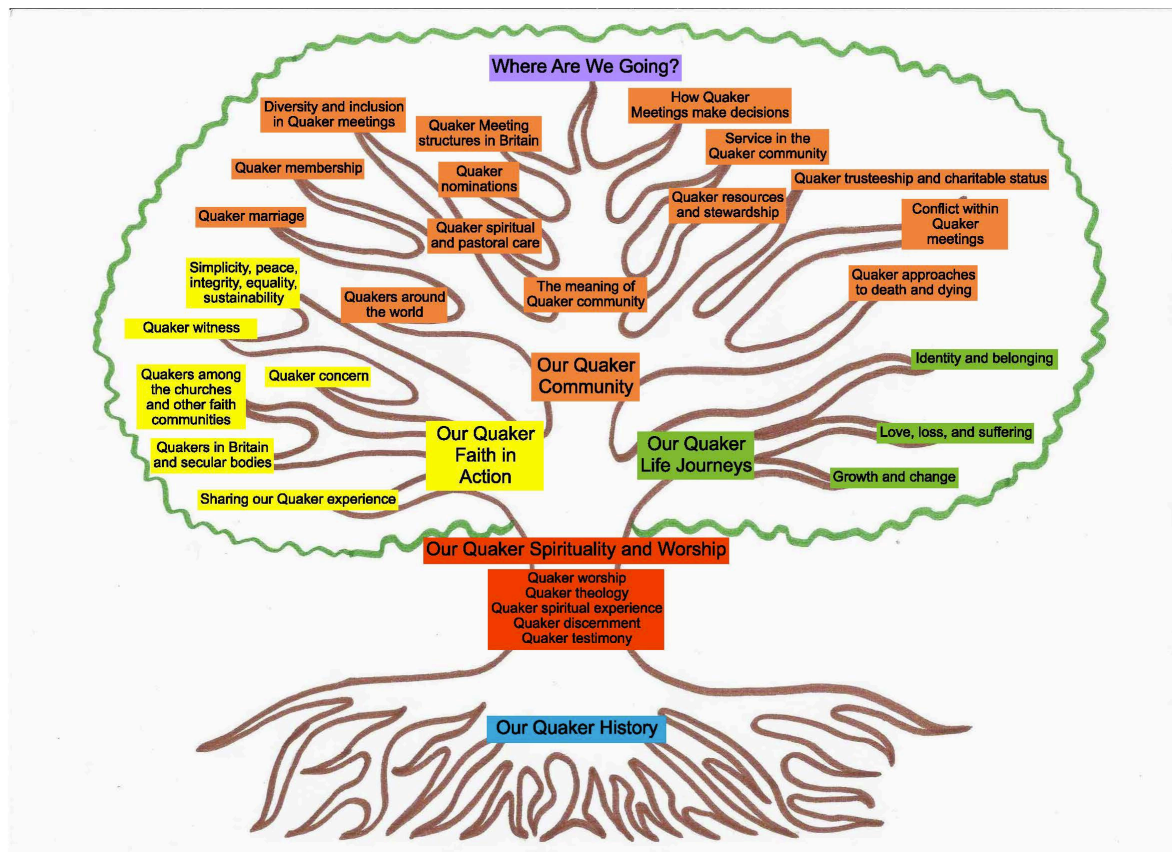 Where Are We Going?
Diversity and inclusion
in Quaker meetings
Quaker Meeting
structures in Britain
How Quaker
Meetings make decisions
Service in the
Quaker community
Quaker membership
Quaker
nominations
Quaker trusteeship and charitable status
Quaker resources
and stewardship
Quaker marriage
Quaker spiritual
and pastoral care
Conflict within
Quaker
meetings
Simplicity, peace,
integrity, equality,
sustainability
Quakers around
the world
The meaning of
Quaker community
Quaker approaches
to death and dying
Quaker witness
Our Quaker
Community
Identity and belonging
Quakers among
the churches
and other faith
communities
Quaker concern
Our Quaker
Faith in
Action
Our Quaker
Life Journeys
Love, loss, and suffering
Quakers in Britain
and secular bodies
Growth and change
Sharing our Quaker experience
Our Quaker Spirituality and Worship
Quaker worship
Quaker theology
Quaker spiritual experience
Quaker discernment
Quaker testimony
Our Quaker History